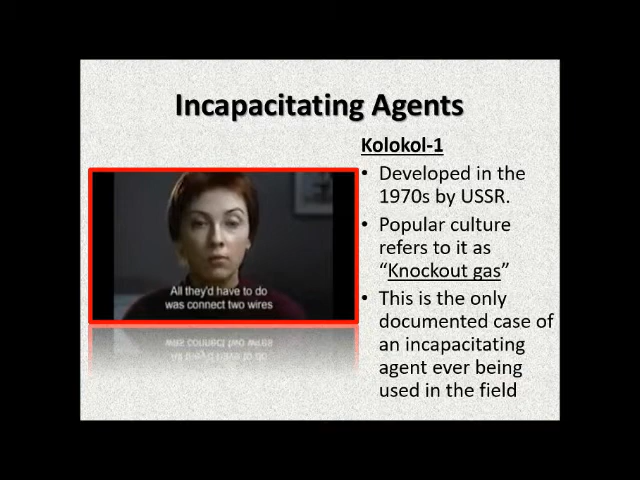 Incapacitating Agents
Kolokol-1
• Developed in the
1970s by USSR.
• Popular culture
refers to it as
“Knockout gas”
• This is the only
documented case of
an incapacitating
agent ever being
used in the field
All they'd have to do
was connect two wires